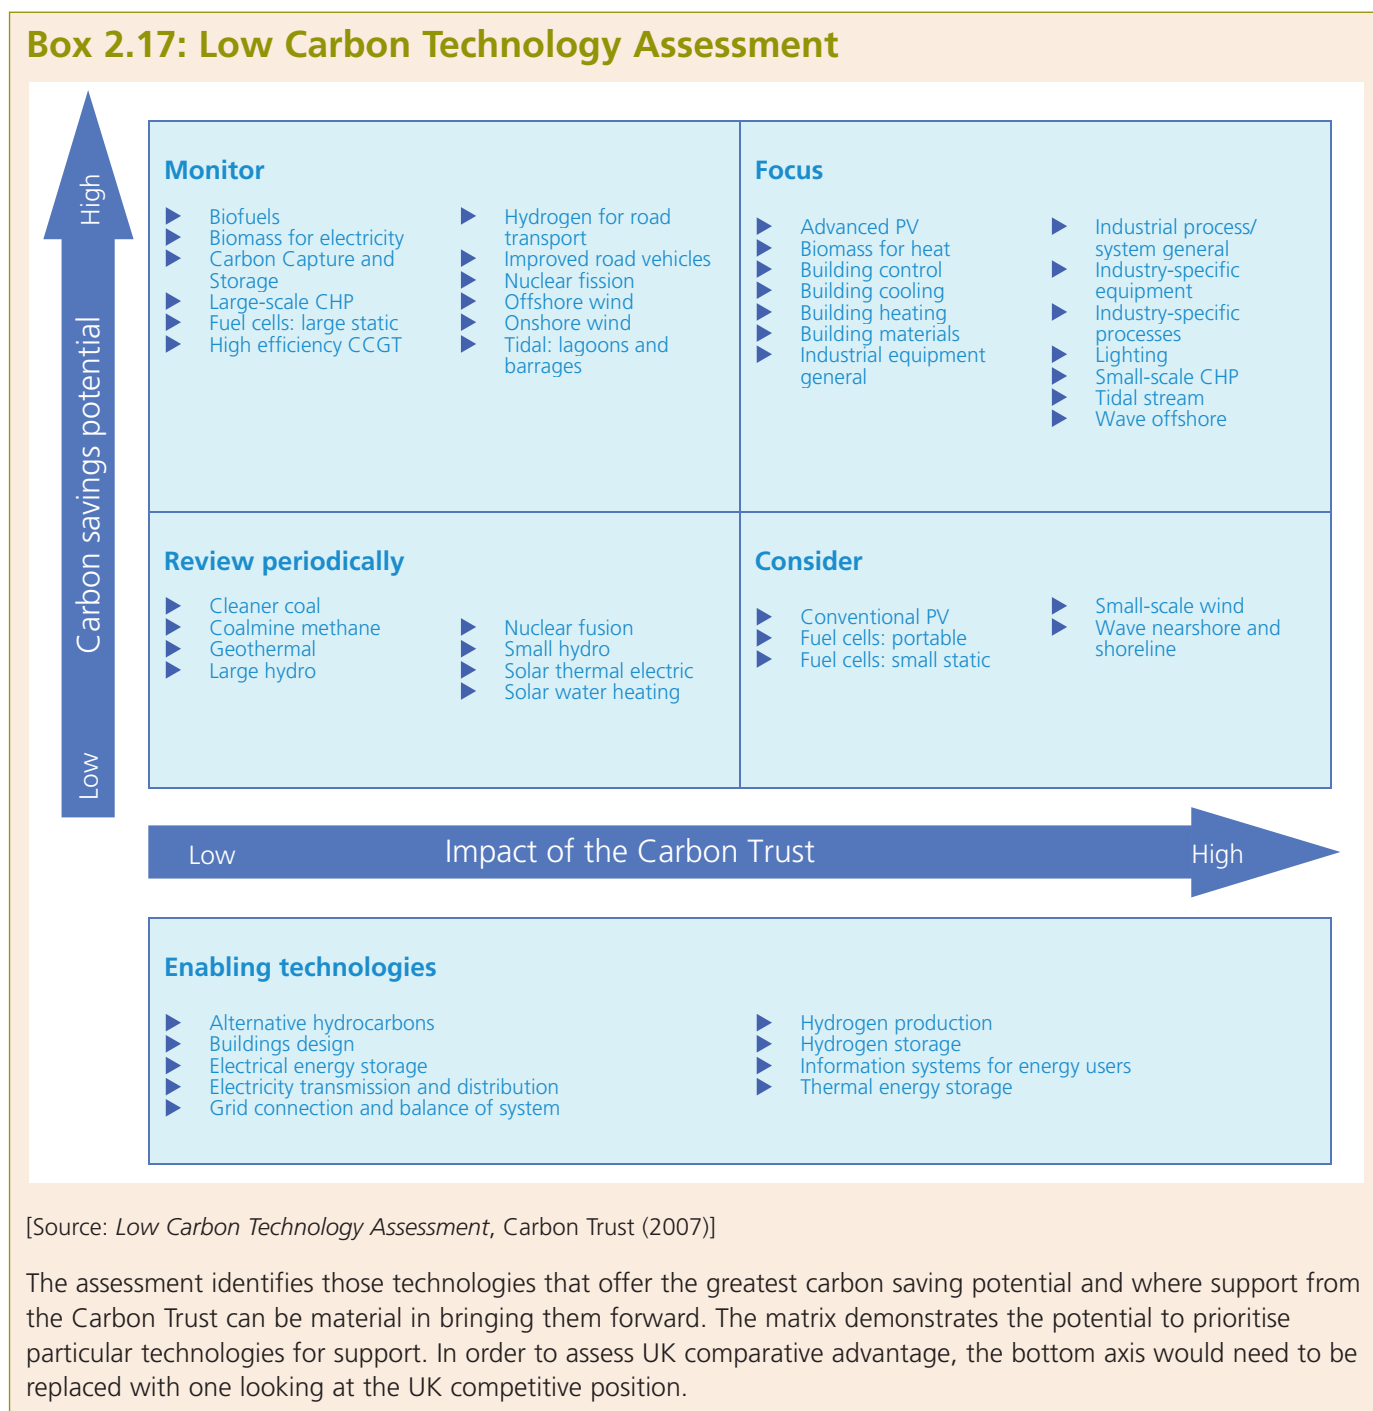 Box 2.17: Low Carbon Technology Assessment
High
Carbon savings potential
Low
Monitor
Biofuels
Biomass for electricity
Carbon Capture and
Storage
Large-scale CHP
Fuel cells: large static
High efficiency CCGT
Hydrogen for road
transport
Improved road vehicles
Nuclear fission
Offshore wind
Onshore wind
Tidal: lagoons and
barrages
Focus
Advanced PV
Biomass for heat
Building control
Building cooling
Building heating
Building materials
Industrial equipment
general
Industrial process/
system general
Industry-specific
equipment
Industry-specific
processes
Lighting
Small-scale CHP
Tidal stream
Wave offshore
Review periodically
Cleaner coal
Coalmine methane
Geothermal
Large hydro
Nuclear fusion
Small hydro
Solar thermal electric
Solar water heating
Consider
Conventional PV
Fuel cells: portable
Fuel cells: small static
Small-scale wind
Wave nearshore and
shoreline
Low
Impact of the Carbon Trust
High
Enabling technologies
Alternative hydrocarbons
Buildings design
Electrical energy storage
Electricity transmission and distribution
Grid connection and balance of system
Hydrogen production
Hydrogen storage
Information systems for energy users
Thermal energy storage
[Source: Low Carbon Technology Assessment, Carbon Trust (2007)]
The assessment identifies those technologies that offer the greatest carbon saving potential and where support from
the Carbon Trust can be material in bringing them forward. The matrix demonstrates the potential to prioritise
particular technologies for support. In order to assess UK comparative advantage, the bottom axis would need to be
replaced with one looking at the UK competitive position.